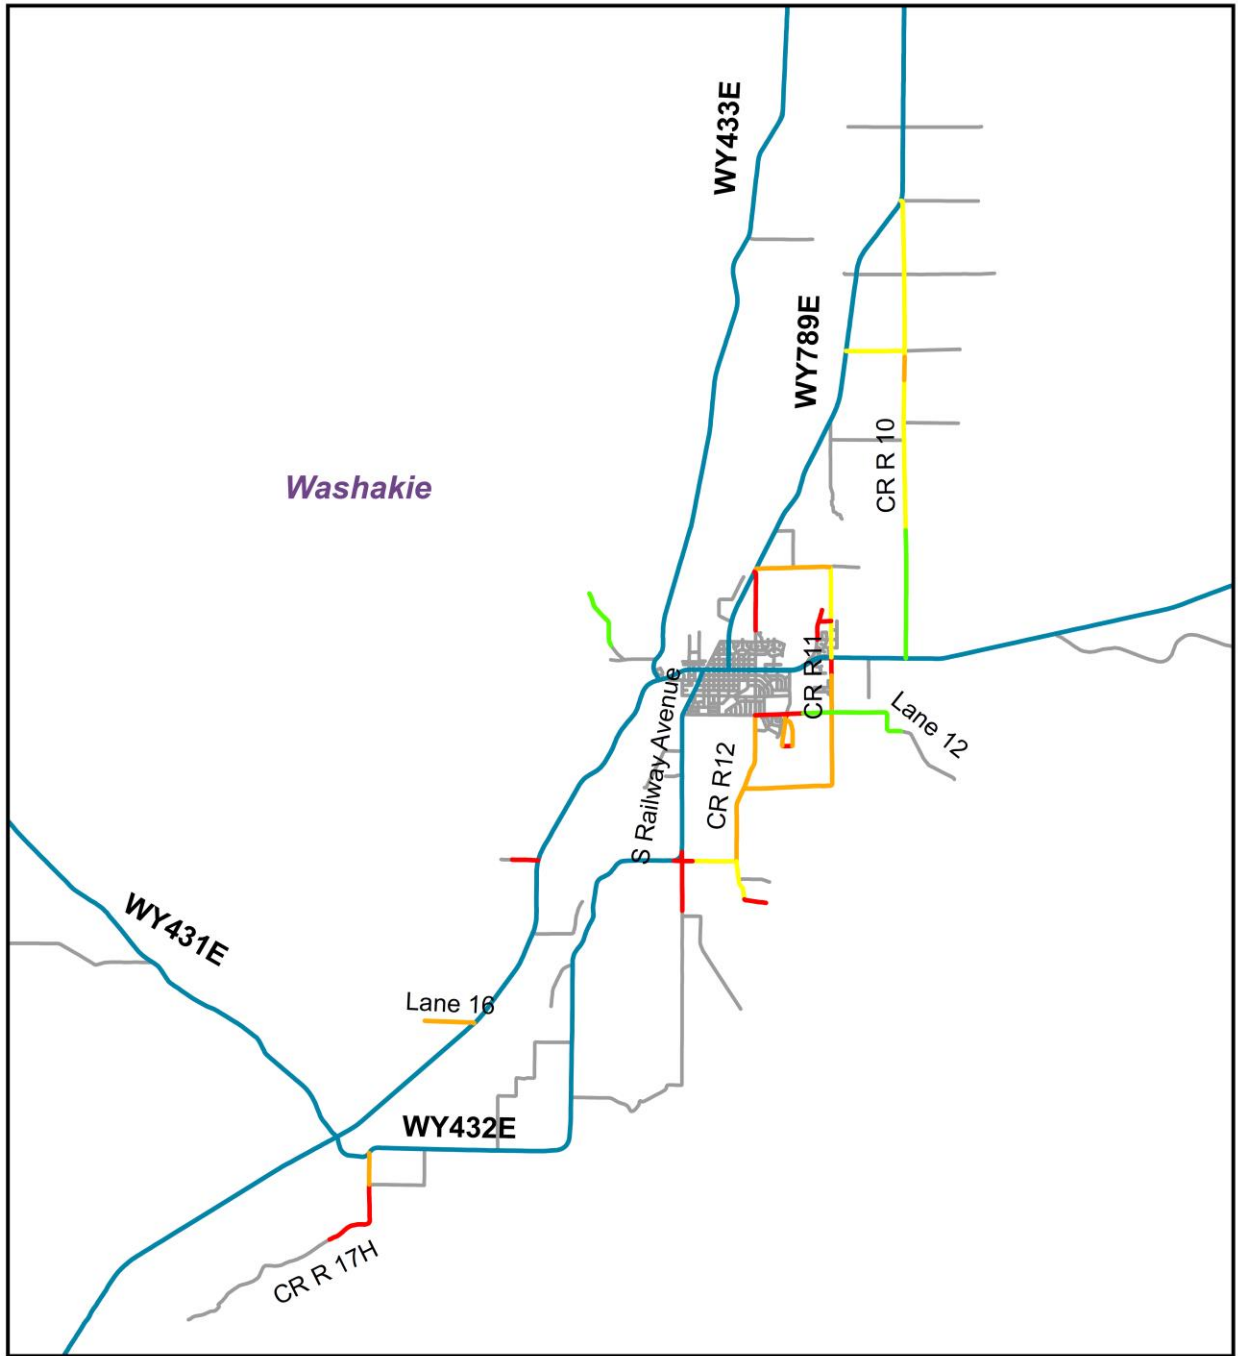 WY433E
WY789E
CR R 10
Washakie
CR R11
S Railway Avenue
Lane 12
CR R12
WY431E
Lane 16
WY432E
CR R 17H